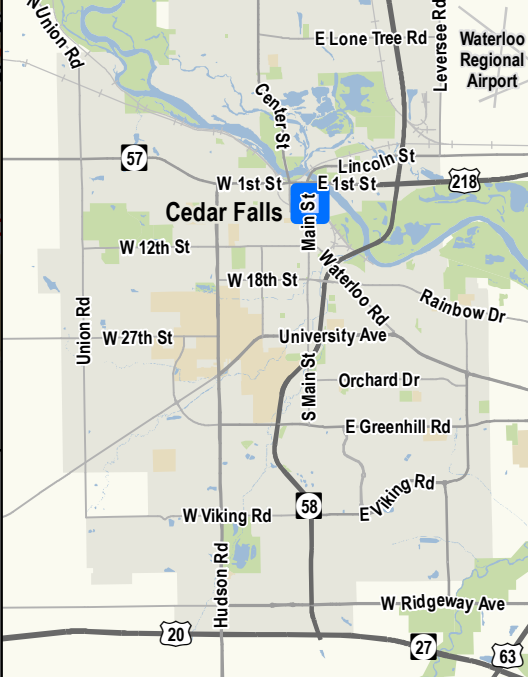 N Union Rd
E Lone Tree Rd
Leversee Rd
Waterloo
Regional
Airport
Center St
57
Lincoln St
W 1st St
E 1st St
218
Cedar Falls
Main St
W 12th St
Waterloo Rd
W 18th St
Rainbow Dr
Union Rd
W 27th St
University Ave
S Main St
Orchard Dr
E Greenhill Rd
E Viking Rd
58
W Viking Rd
Hudson Rd
W Ridgeway Ave
20
27
63